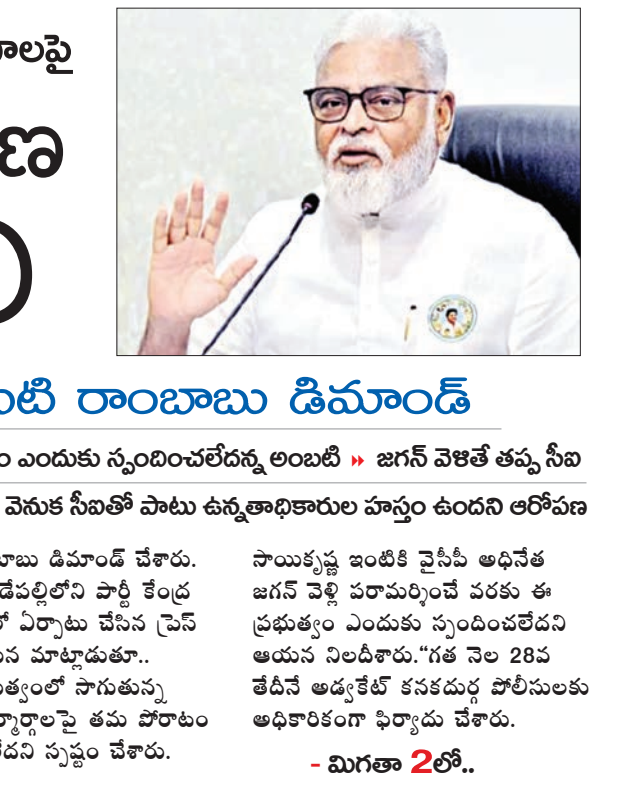 ాలపై
ణ
ంటి రాంబాబు డిమాండ్
ం ఎందుకు స్పందించలేదన్న అంబటి జగన్ వెళితే తప్ప సీఐ
వెనుక సీఐతో పాటు ఉన్నతాధికారుల హస్తం ఉందని ఆరోపణ
బాబు డిమాండ్ చేశారు.
డేపల్లిలోని పార్టీ కేంద్ర
లో ఏర్పాటు చేసిన ప్రెస్
యన మాట్లాడుతూ..
త్వంలో సాగుతున్న
ర్మార్గాలపై తమ పోరాటం
దని స్పష్టం చేశారు.
సాయికృష్ణ ఇంటికి వైసీపీ అధినేత
జగన్ వెళ్లి పరామర్శించే వరకు ఈ
ప్రభుత్వం ఎందుకు స్పందించలేదని
ఆయన నిలదీశారు.“గత నెల 28వ
తేదీనే అడ్వకేట్ కనకదుర్గ పోలీసులకు
అధికారికంగా ఫిర్యాదు చేశారు.
- మిగతా 2లో..